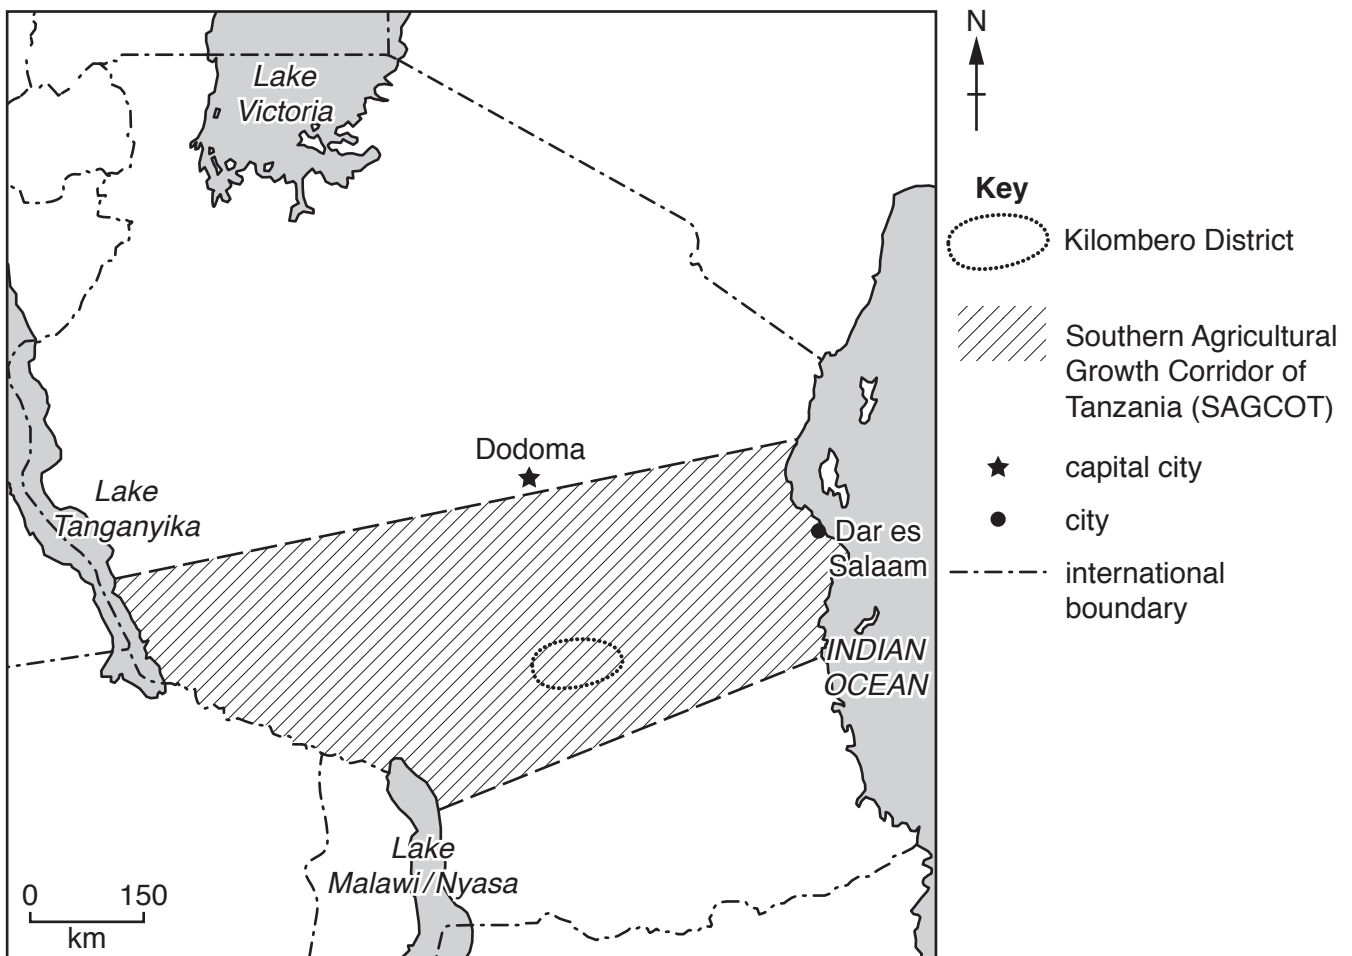 Lake
Victoria
Dodoma
Lake
Tanganyika
Dar es
Salaam
INDIAN
OCEAN
Lake
Malawi/Nyasa
0 150
km
N
Key
Kilombero District
Southern Agricultural
Growth Corridor of
Tanzania (SAGCOT)
capital city
city
international
boundary